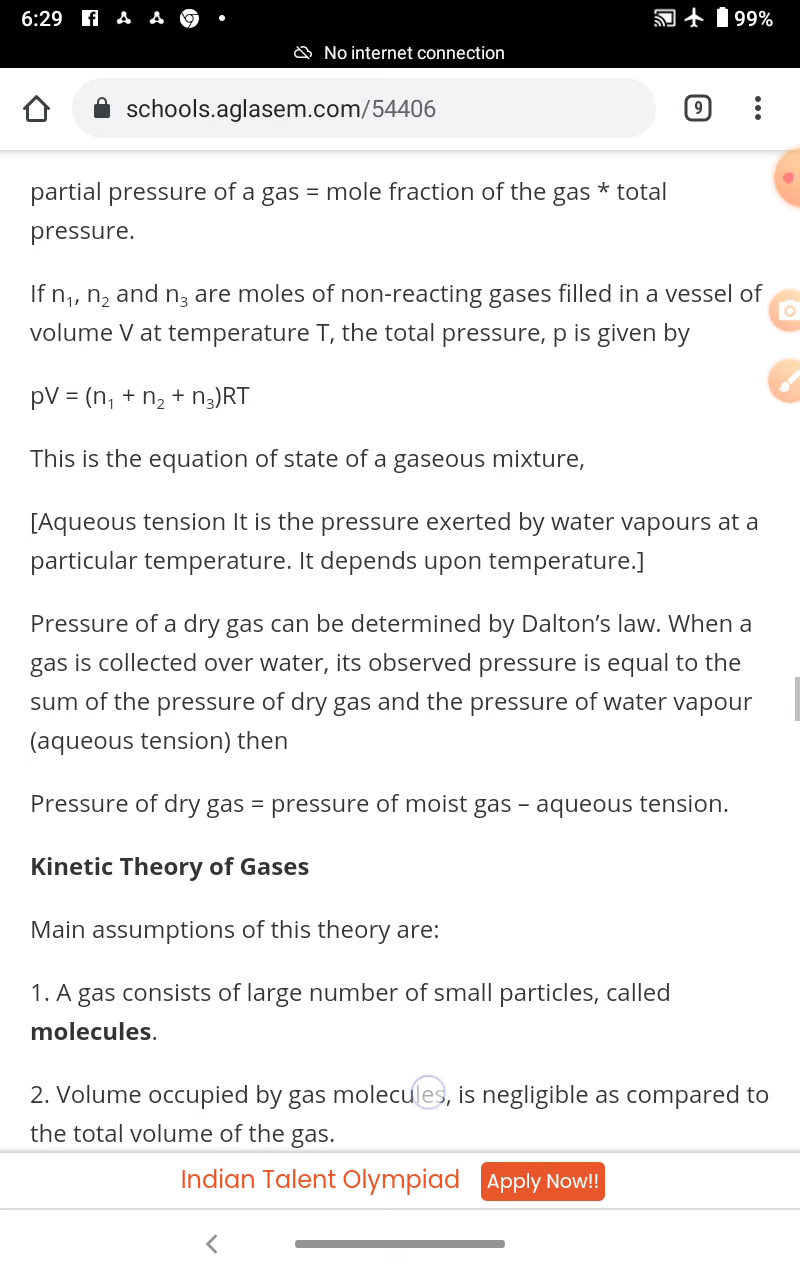 6:29
99%
No internet connection
schools.aglasem.com/54406
9
partial pressure of a gas = mole fraction of the gas * total
pressure.
If n₁, n₂ and n₃ are moles of non-reacting gases filled in a vessel of
volume V at temperature T, the total pressure, p is given by
pV = (n₁ + n₂ + n₃)RT
This is the equation of state of a gaseous mixture,
[Aqueous tension It is the pressure exerted by water vapours at a
particular temperature. It depends upon temperature.]
Pressure of a dry gas can be determined by Dalton’s law. When a
gas is collected over water, its observed pressure is equal to the
sum of the pressure of dry gas and the pressure of water vapour
(aqueous tension) then
Pressure of dry gas = pressure of moist gas – aqueous tension.
Kinetic Theory of Gases
Main assumptions of this theory are:
1. A gas consists of large number of small particles, called
molecules.
2. Volume occupied by gas molecules, is negligible as compared to
the total volume of the gas.
Indian Talent Olympiad Apply Now!!